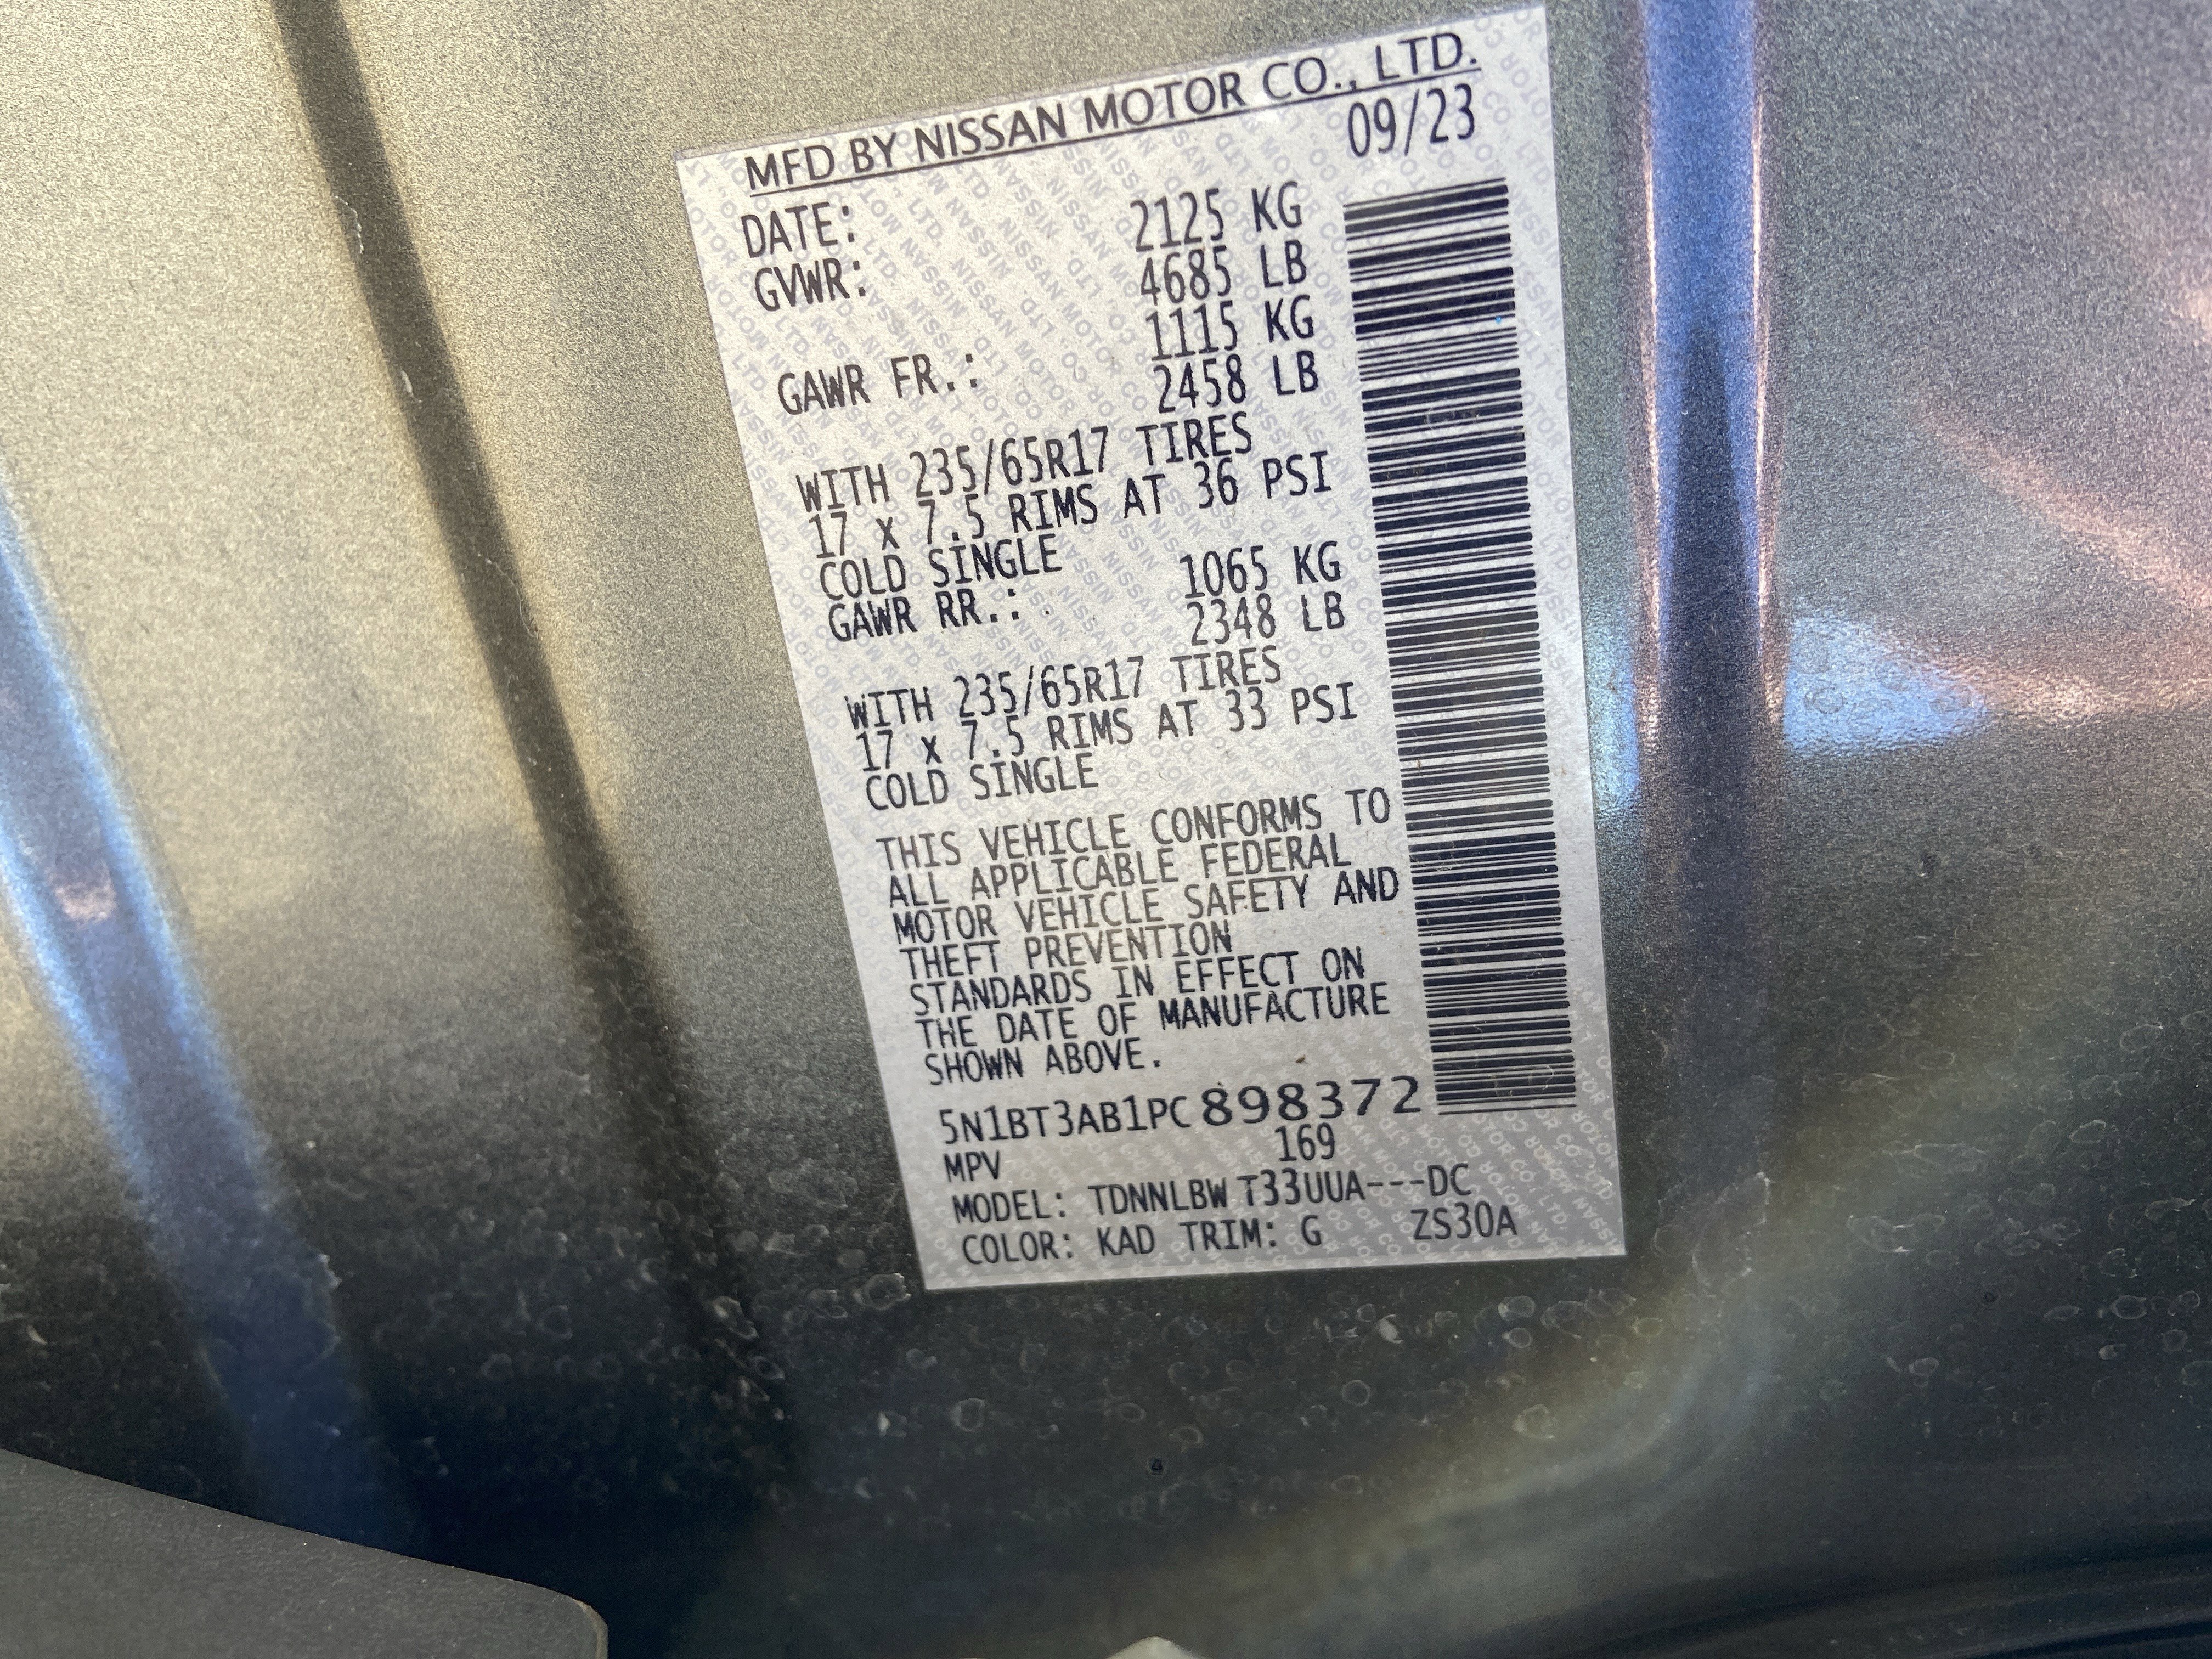 MFD BY NISSAN MOTOR CO., LTD.
DATE: 09/23
GVWR: 2125 KG
4685 LB
GAWR FR.: 1115 KG
2458 LB
WITH 235/65R17 TIRES
17 x 7.5 RIMS AT 36 PSI
COLD SINGLE
GAWR RR.: 1065 KG
2348 LB
WITH 235/65R17 TIRES
17 x 7.5 RIMS AT 33 PSI
COLD SINGLE
THIS VEHICLE CONFORMS TO
ALL APPLICABLE FEDERAL
MOTOR VEHICLE SAFETY AND
THEFT PREVENTION
STANDARDS IN EFFECT ON
THE DATE OF MANUFACTURE
SHOWN ABOVE.
5N1BT3AB1PC898372
MPV 169
MODEL: TDNNLBW T33UUA---DC
COLOR: KAD TRIM: G ZS30A